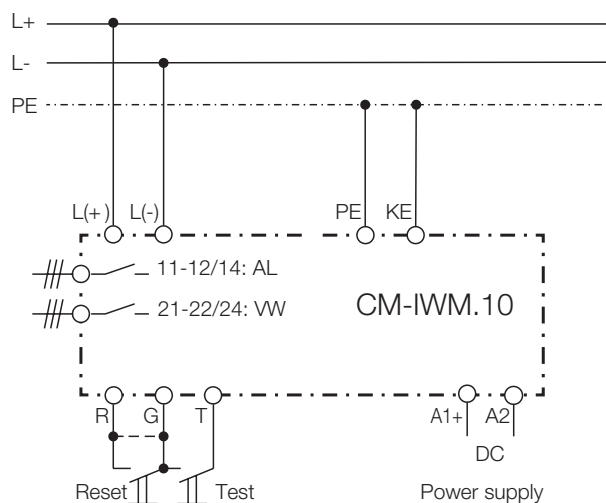 L+
L-
PE
L(+) L(-) PE KE
11-12/14: AL
21-22/24: VW
CM-IWM.10
R G T A1+ A2
DC
Reset Test Power supply